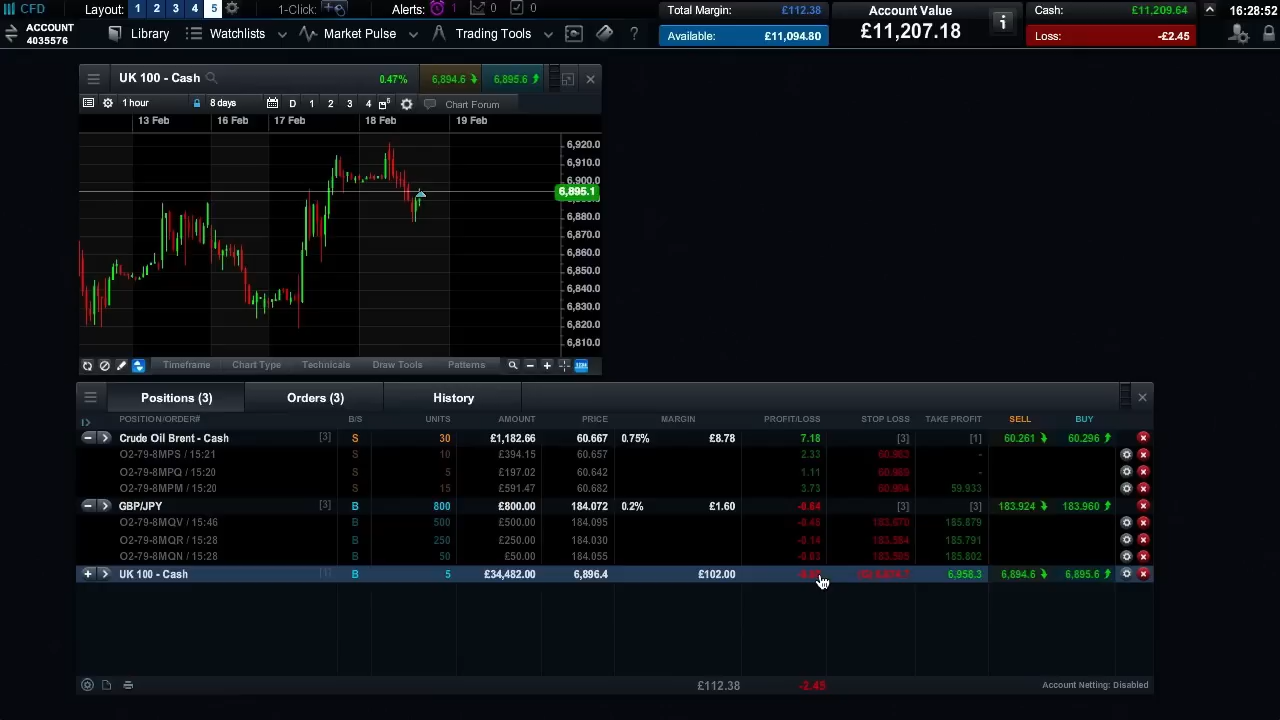 CFD Layout: 1 2 3 4 5 1-Click: Alerts: 1 0 0 Total Margin: £112.38 Account Value Cash: £11,209.64 16:28:52
ACCOUNT
4035576
Library Watchlists Market Pulse Trading Tools ? Available: £11,094.80 £11,207.18 Loss: -£2.45
UK 100 - Cash 0.47% 6,894.6 6,895.6
1 hour 8 days D 1 2 3 4 Chart Forum
13 Feb 16 Feb 17 Feb 18 Feb 19 Feb
6,920.0
6,910.0
6,900.0
6,895.1
6,880.0
6,870.0
6,860.0
6,850.0
6,840.0
6,830.0
6,820.0
6,810.0
Timeframe Chart Type Technicals Draw Tools Patterns
Positions (3) Orders (3) History
POSITION/ORDER# B/S UNITS AMOUNT PRICE MARGIN PROFIT/LOSS STOP LOSS TAKE PROFIT SELL BUY
Crude Oil Brent - Cash [3] S 30 £1,182.66 60.667 0.75% £8.78 7.18 [3] [1] 60.261 60.296
O2-79-8MPS / 15:21 S 10 £394.15 60.657 2.33 -
O2-79-8MPQ / 15:20 S 5 £197.02 60.642 1.11 -
O2-79-8MPM / 15:20 S 15 £591.47 60.682 3.73 59.933
GBP/JPY [3] B 800 £800.00 184.072 0.2% £1.60 -0.64 [3] [3] 183.924 183.960
O2-79-8MQV / 15:46 B 500 £500.00 184.095 183.670 185.879
O2-79-8MQR / 15:28 B 250 £250.00 184.030 -0.14 183.584 185.791
O2-79-8MQN / 15:28 B 50 £50.00 184.055 185.802
UK 100 - Cash [1] B 5 £34,482.00 6,896.4 £102.00 6,958.3 6,894.6 6,895.6
£112.38 -2.45 Account Netting: Disabled